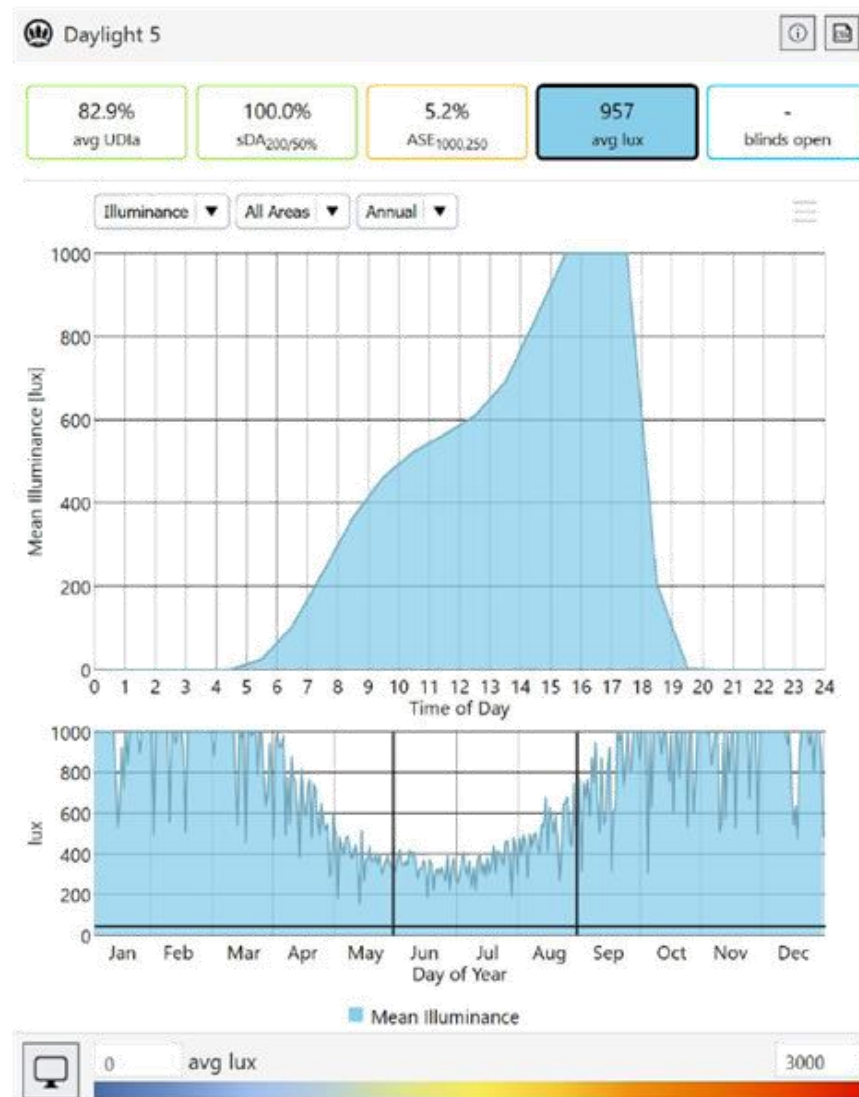 Daylight 5
82.9% 100.0% 5.2% 957 -
avg UDIa sDA200/50% ASE1000,250 avg lux blinds open
Illuminance ▼ All Areas ▼ Annual ▼
Mean Illuminance [lux]
1000
800
600
400
200
0
0 1 2 3 4 5 6 7 8 9 10 11 12 13 14 15 16 17 18 19 20 21 22 23 24
Time of Day
lux
1000
800
600
400
200
0
Jan Feb Mar Apr May Jun Jul Aug Sep Oct Nov Dec
Day of Year
Mean Illuminance
0 avg lux 3000